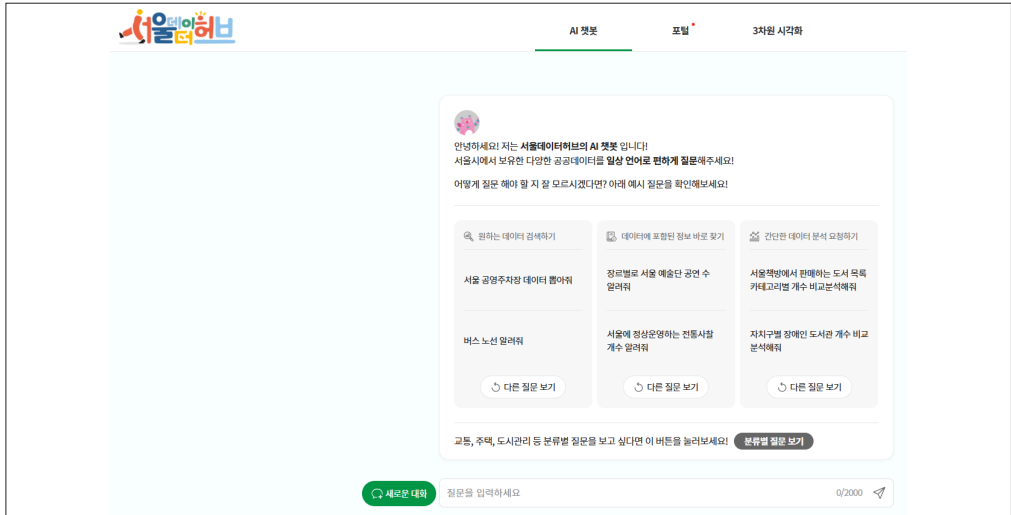 서울데이터허브
AI 챗봇
포털
3차원 시각화
안녕하세요! 저는 서울데이터허브의 AI 챗봇 입니다!
서울시에서 보유한 다양한 공공데이터를 일상 언어로 편하게 질문해주세요!
어떻게 질문 해야 할 지 잘 모르시겠다면? 아래 예시 질문을 확인해보세요!
원하는 데이터 검색하기
서울 공영주차장 데이터 뽑아줘
버스 노선 알려줘
다른 질문 보기
데이터에 포함된 정보 바로 찾기
장르별로 서울 예술단 공연 수
알려줘
서울에 정상운영하는 전통사찰
개수 알려줘
다른 질문 보기
간단한 데이터 분석 요청하기
서울책방에서 판매하는 도서 목록
카테고리별 개수 비교분석해줘
자치구별 장애인 도서관 개수 비교
분석해줘
다른 질문 보기
교통, 주택, 도시관리 등 분류별 질문을 보고 싶다면 이 버튼을 눌러보세요! 분류별 질문 보기
새로운 대화
질문을 입력하세요
0/2000